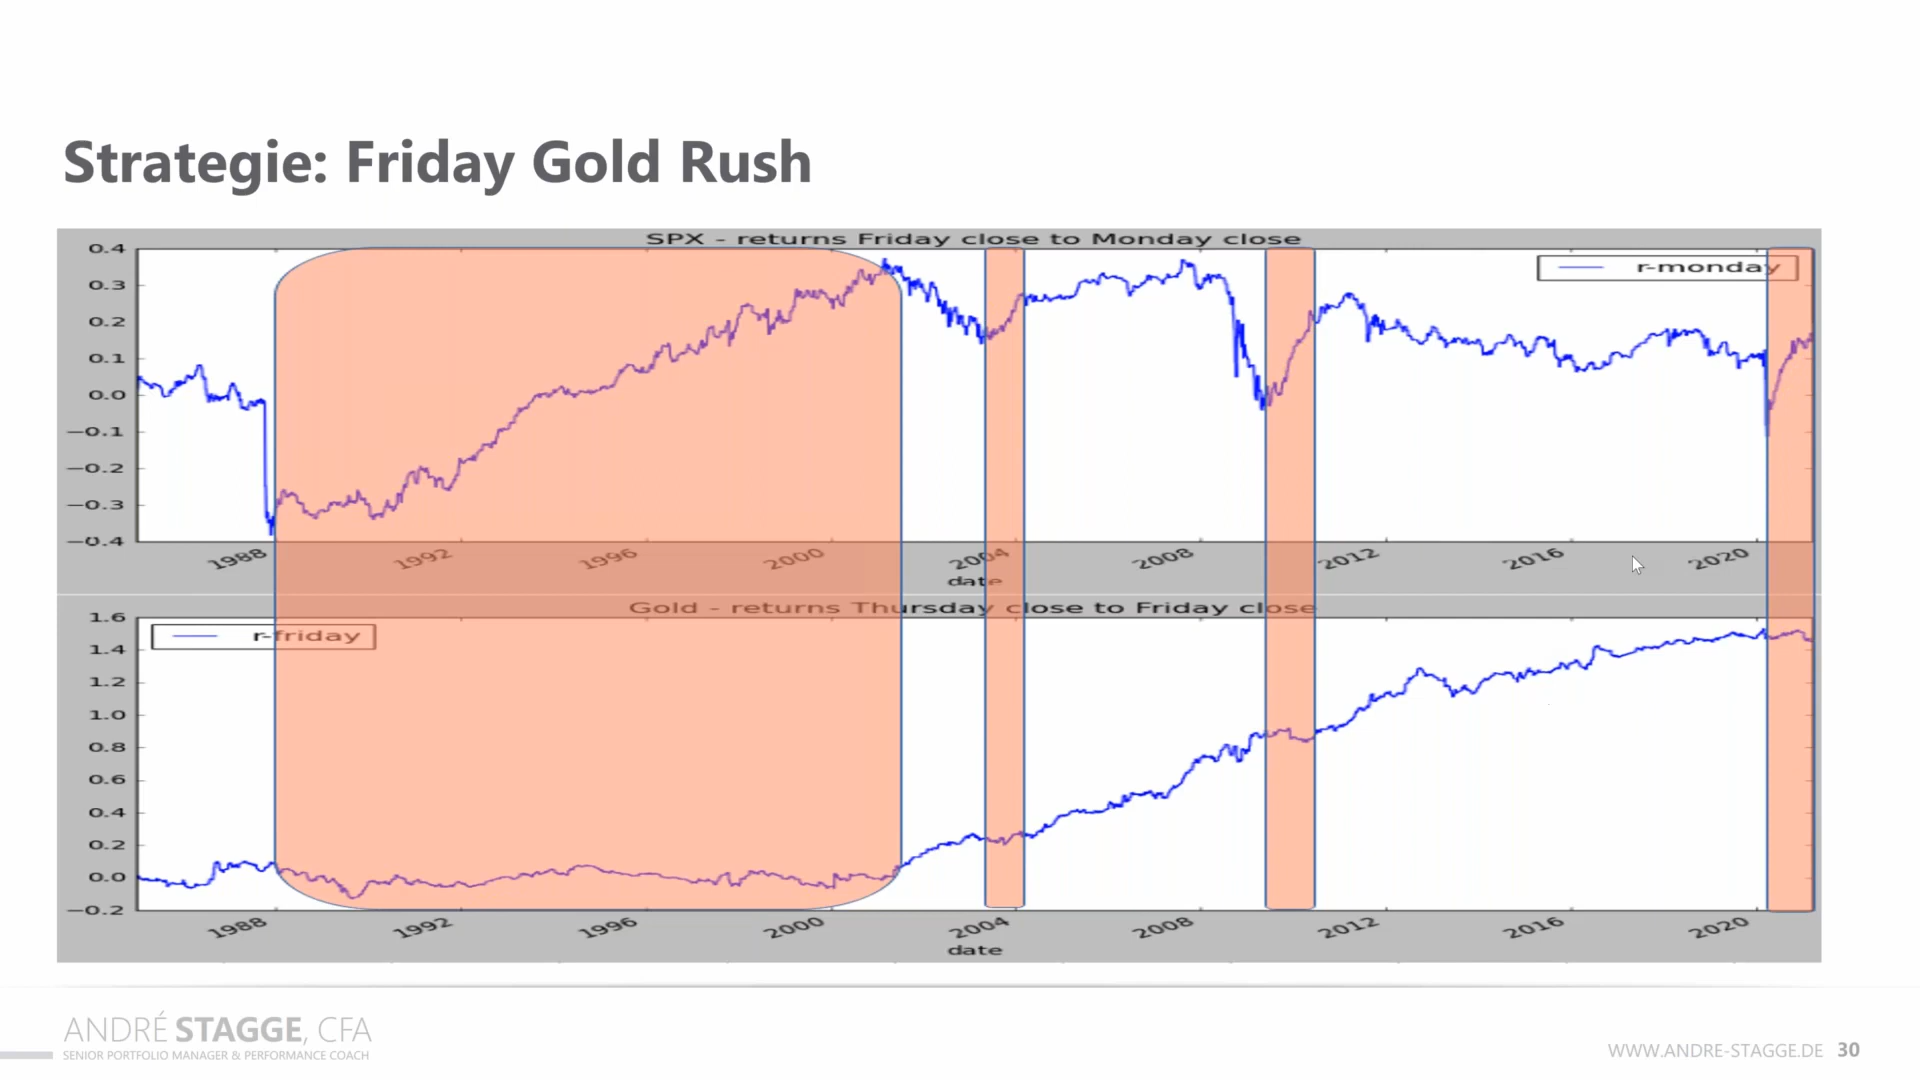 Strategie: Friday Gold Rush
SPX - returns Friday close to Monday close
r-monday
0.4
0.3
0.2
0.1
0.0
−0.1
−0.2
−0.3
−0.4
1988 1992 1996 2000 2004 2008 2012 2016 2020
date
Gold - returns Thursday close to Friday close
r-friday
1.6
1.4
1.2
1.0
0.8
0.6
0.4
0.2
0.0
−0.2
1988 1992 1996 2000 2004 2008 2012 2016 2020
date
ANDRÉ STAGGE, CFA
SENIOR PORTFOLIO MANAGER & PERFORMANCE COACH
WWW.ANDRE-STAGGE.DE 30